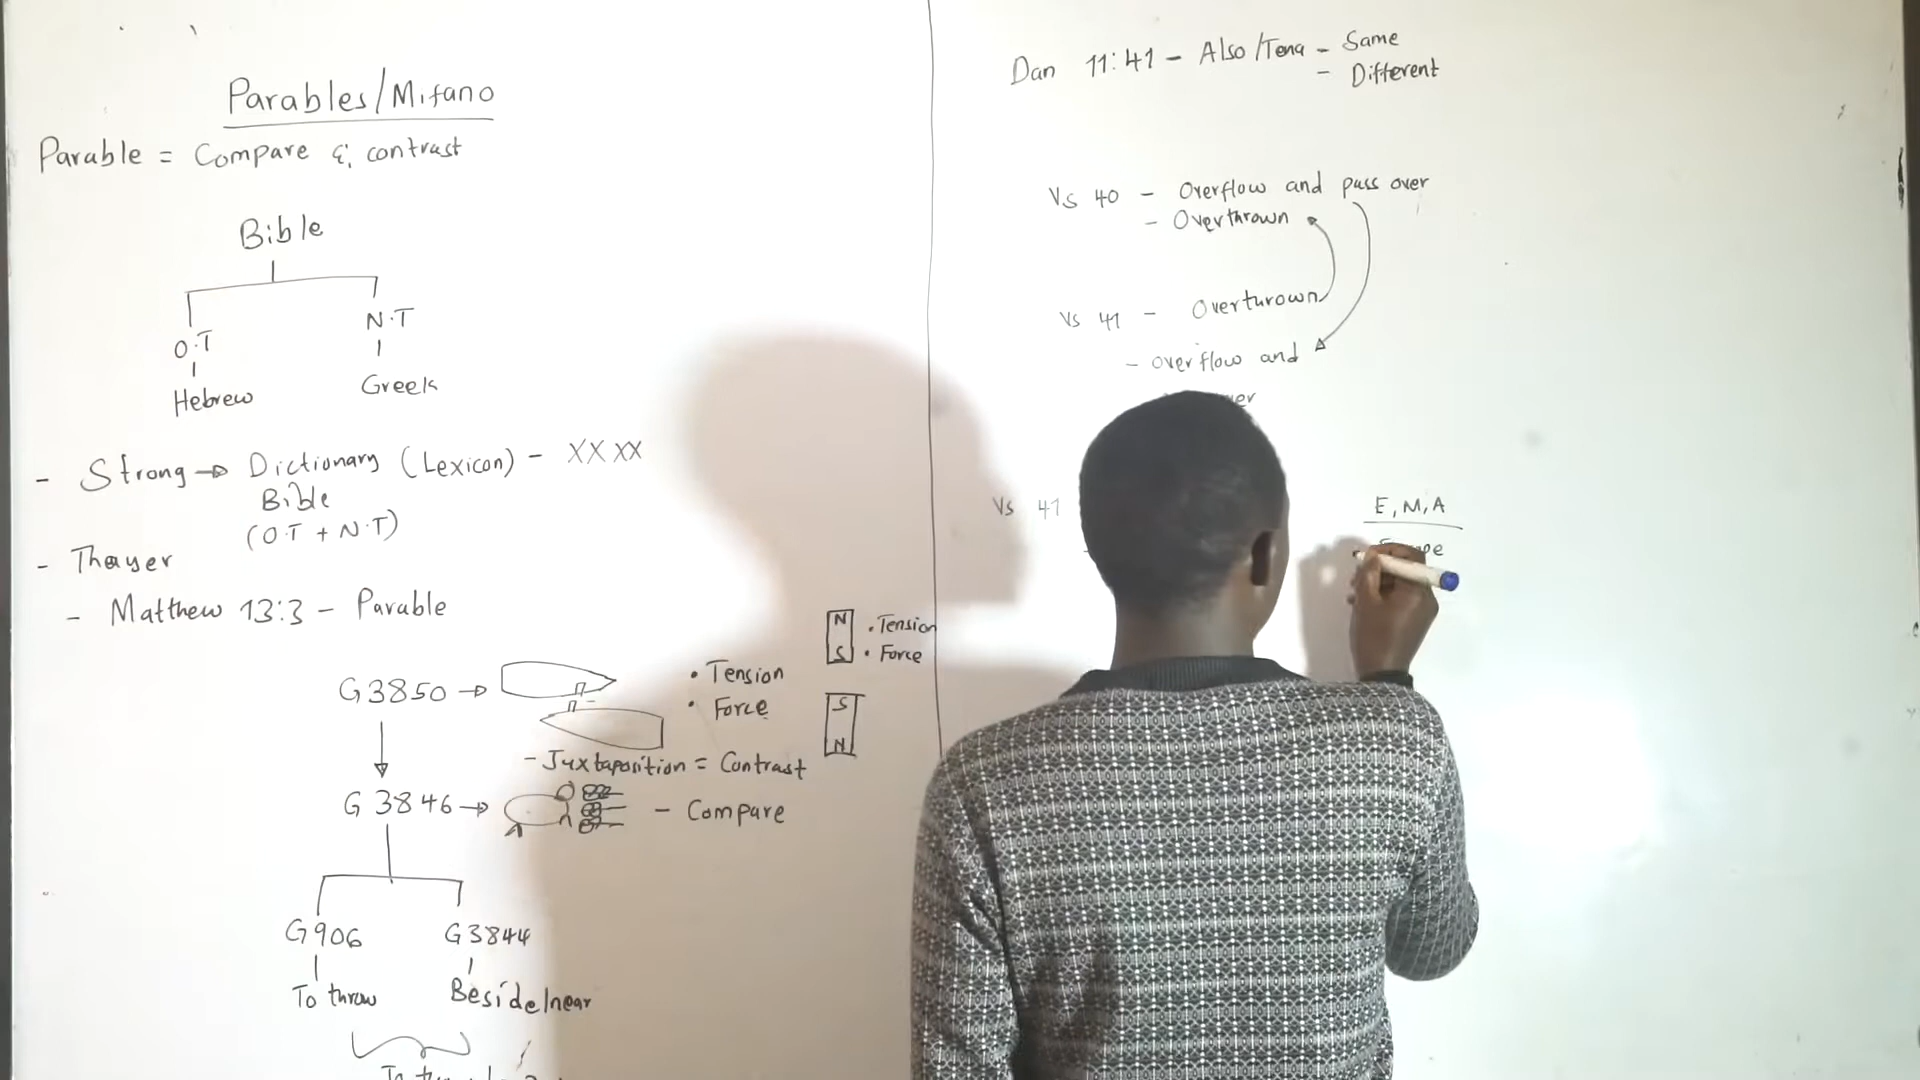 Parables/Mifano
Parable = Compare & contrast
Bible
O.T
N.T
Hebrew
Greek
- Strong → Dictionary (Lexicon) - XXXX
Bible
(O.T + N.T)
- Thayer
- Matthew 13:3 - Parable
G3850 →
• Tension
• Force
N
S
• Tension
• Force
S
N
- Juxtaposition = Contrast
G 3846 →
- Compare
G906
G3844
To throw
Beside/near
Dan 11:41 - Also/Tena - Same
- Different
Vs 40 - Overflow and pass over
- Overthrown
Vs 41 - Overturown
- overflow and
Vs 41
E, M, A